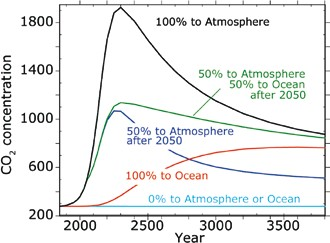 1800
1400
1000
600
200
CO2 concentration
100% to Atmosphere
50% to Atmosphere
50% to Ocean
after 2050
50% to Atmosphere
after 2050
100% to Ocean
0% to Atmosphere or Ocean
2000 2500 3000 3500
Year